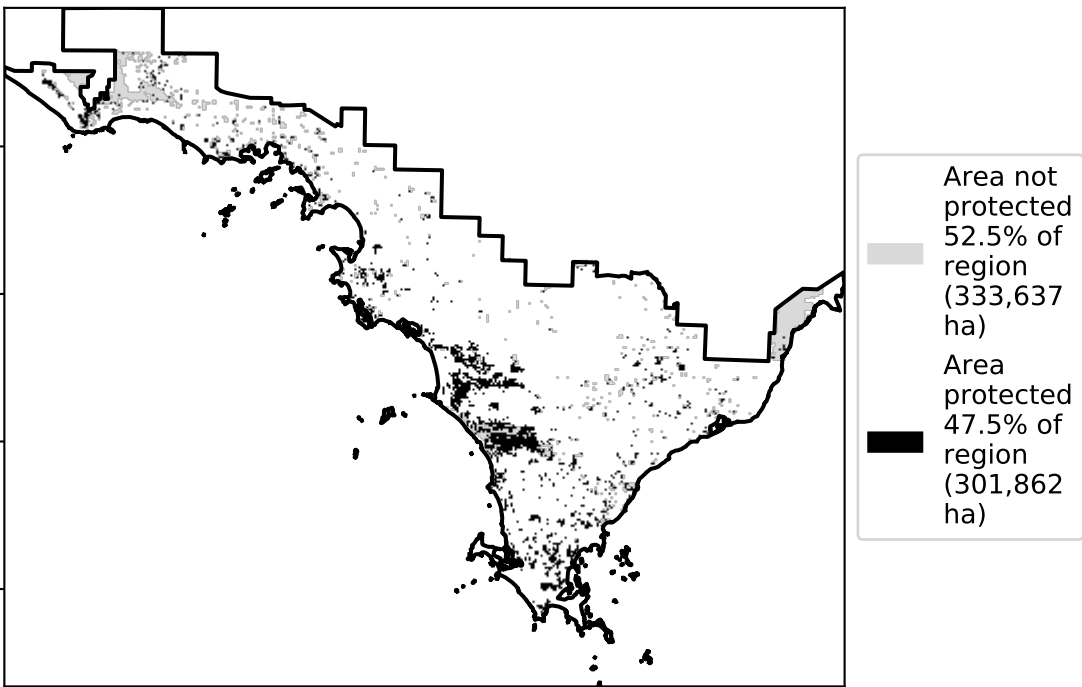 Area not
protected
52.5% of
region
(333,637
ha)
Area
protected
47.5% of
region
(301,862
ha)